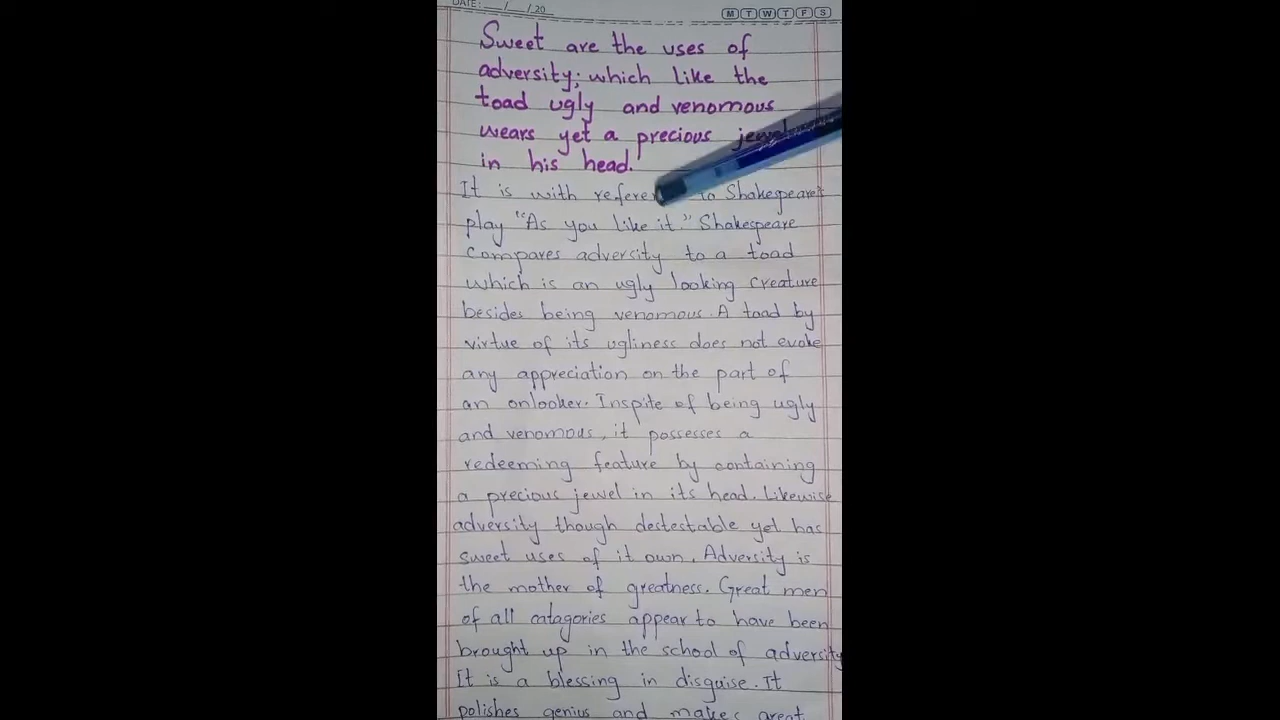 DATE: __/__/20__ M T W T F S
Sweet are the uses of
adversity; which like the
toad ugly and venomous
wears yet a precious jewel
in his head.
It is with to Shakespeare's
play "As you like it." Shakespeare
compares adversity to a toad
which is an ugly looking creature
besides being venomous. A toad by
virtue of its ugliness does not evoke
any appreciation on the part of
an onlooker. Inspite of being ugly
and venomous, it possesses a
redeeming feature by containing
a precious jewel in its head. Likewise
adversity though destestable yet has
sweet uses of it own. Adversity is
the mother of greatness. Great men
of all catagories appear to have been
brought up in the school of adversity
It is a blessing in disguise. It
polishes genius and makes great